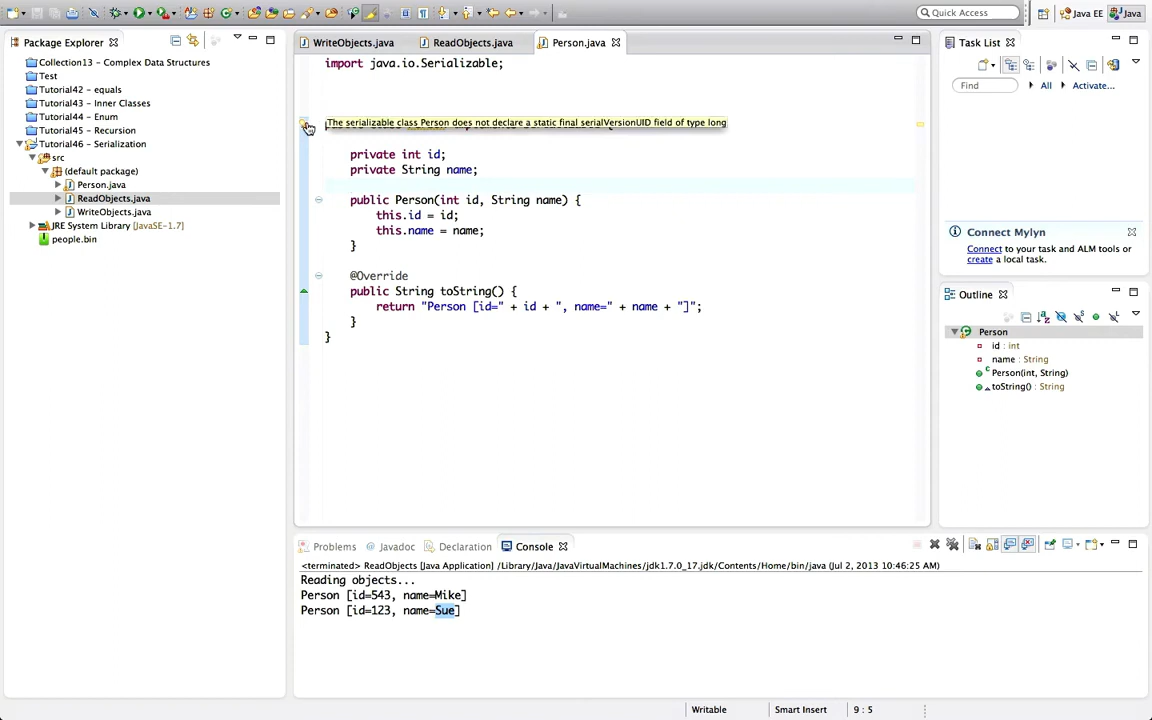 Quick Access
Java EE
Java
Package Explorer
Collection13 - Complex Data Structures
Test
Tutorial42 - equals
Tutorial43 - Inner Classes
Tutorial44 - Enum
Tutorial45 - Recursion
Tutorial46 - Serialization
src
(default package)
Person.java
ReadObjects.java
WriteObjects.java
JRE System Library [JavaSE-1.7]
people.bin
WriteObjects.java
ReadObjects.java
Person.java
import java.io.Serializable;
The serializable class Person does not declare a static final serialVersionUID field of type long
private int id;
private String name;
public Person(int id, String name) {
this.id = id;
this.name = name;
}
@Override
public String toString() {
return "Person [id=" + id + ", name=" + name + "]";
}
}
Task List
Find
All
Activate...
Connect Mylyn
Connect to your task and ALM tools or
create a local task.
Outline
Person
id : int
name : String
Person(int, String)
toString() : String
Problems
Javadoc
Declaration
Console
<terminated> ReadObjects [Java Application] /Library/Java/JavaVirtualMachines/jdk1.7.0_17.jdk/Contents/Home/bin/java (Jul 2, 2013 10:46:25 AM)
Reading objects...
Person [id=543, name=Mike]
Person [id=123, name=Sue]
Writable
Smart Insert
9 : 5